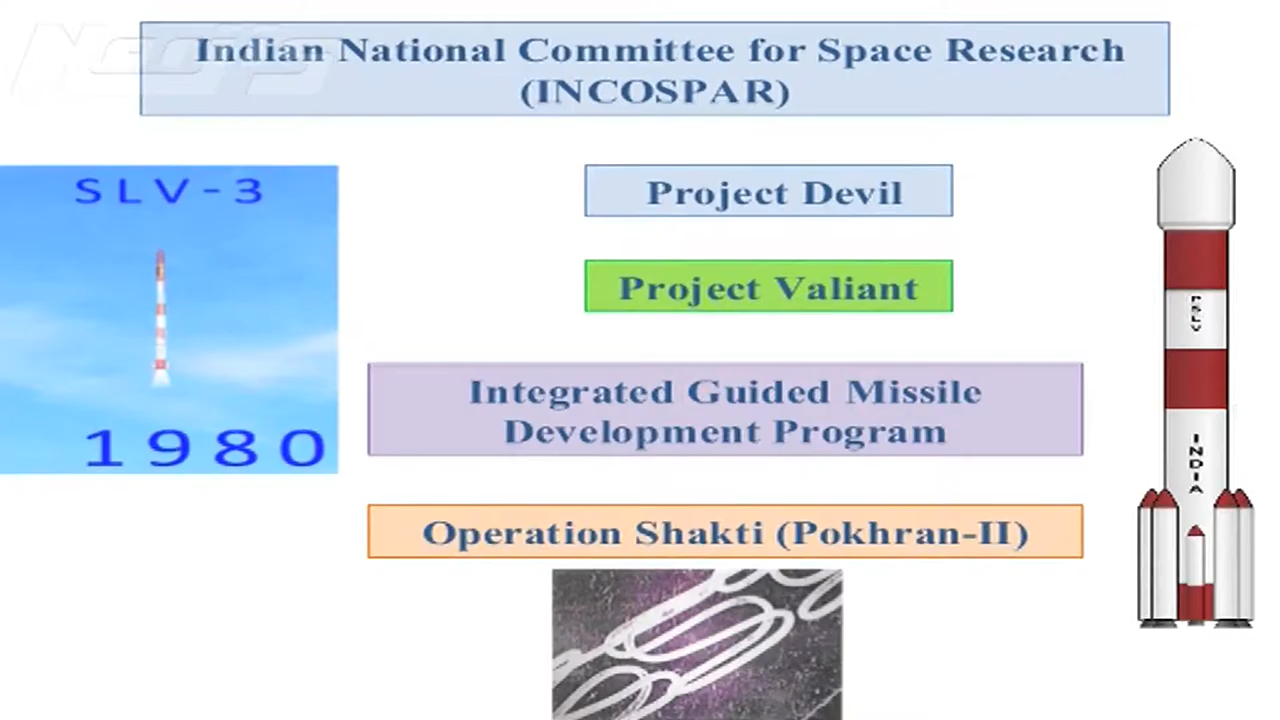 Indian National Committee for Space Research
(INCOSPAR)
SLV-3
1980
Project Devil
Project Valiant
Integrated Guided Missile
Development Program
Operation Shakti (Pokhran-II)
PSLV
INDIA